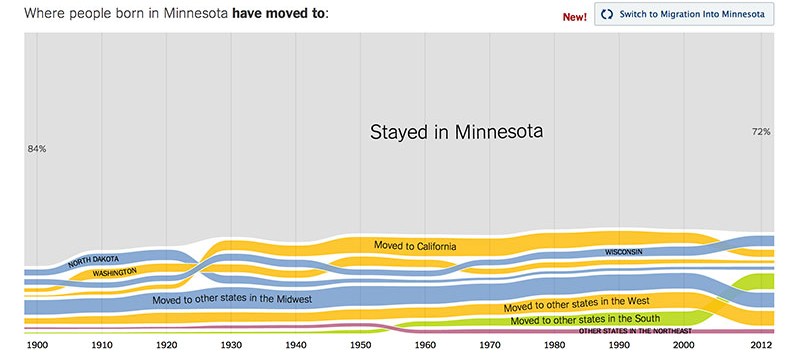 Where people born in Minnesota have moved to:
New!
Switch to Migration Into Minnesota
Stayed in Minnesota
72%
84%
Moved to California
WISCONSIN
NORTH DAKOTA
WASHINGTON
Moved to other states in the Midwest
Moved to other states in the West
Moved to other states in the South
OTHER STATES IN THE NORTHEAST
1900 1910 1920 1930 1940 1950 1960 1970 1980 1990 2000 2012